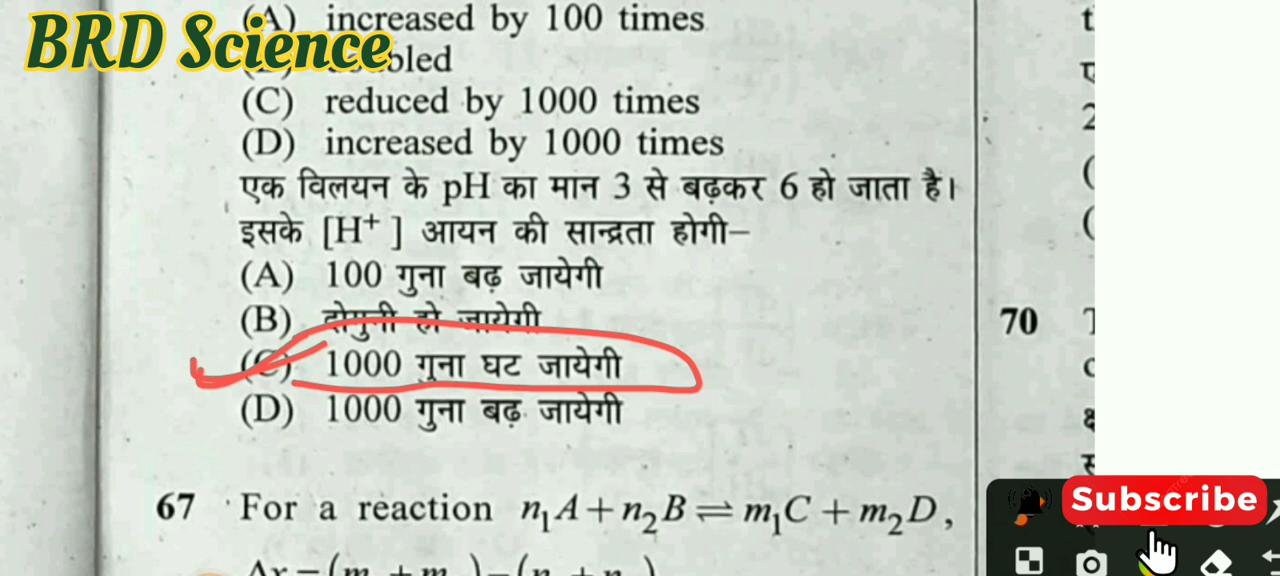 BRD Science
(A) increased by 100 times
(C) reduced by 1000 times
(D) increased by 1000 times
एक विलयन के pH का मान 3 से बढ़कर 6 हो जाता है।
इसके [H⁺] आयन की सान्द्रता होगी–
(A) 100 गुना बढ़ जायेगी
(B) दोगुनी हो जायेगी
(C) 1000 गुना घट जायेगी
(D) 1000 गुना बढ़ जायेगी
67 For a reaction n₁A + n₂B ⇌ m₁C + m₂D,
70
Subscribe